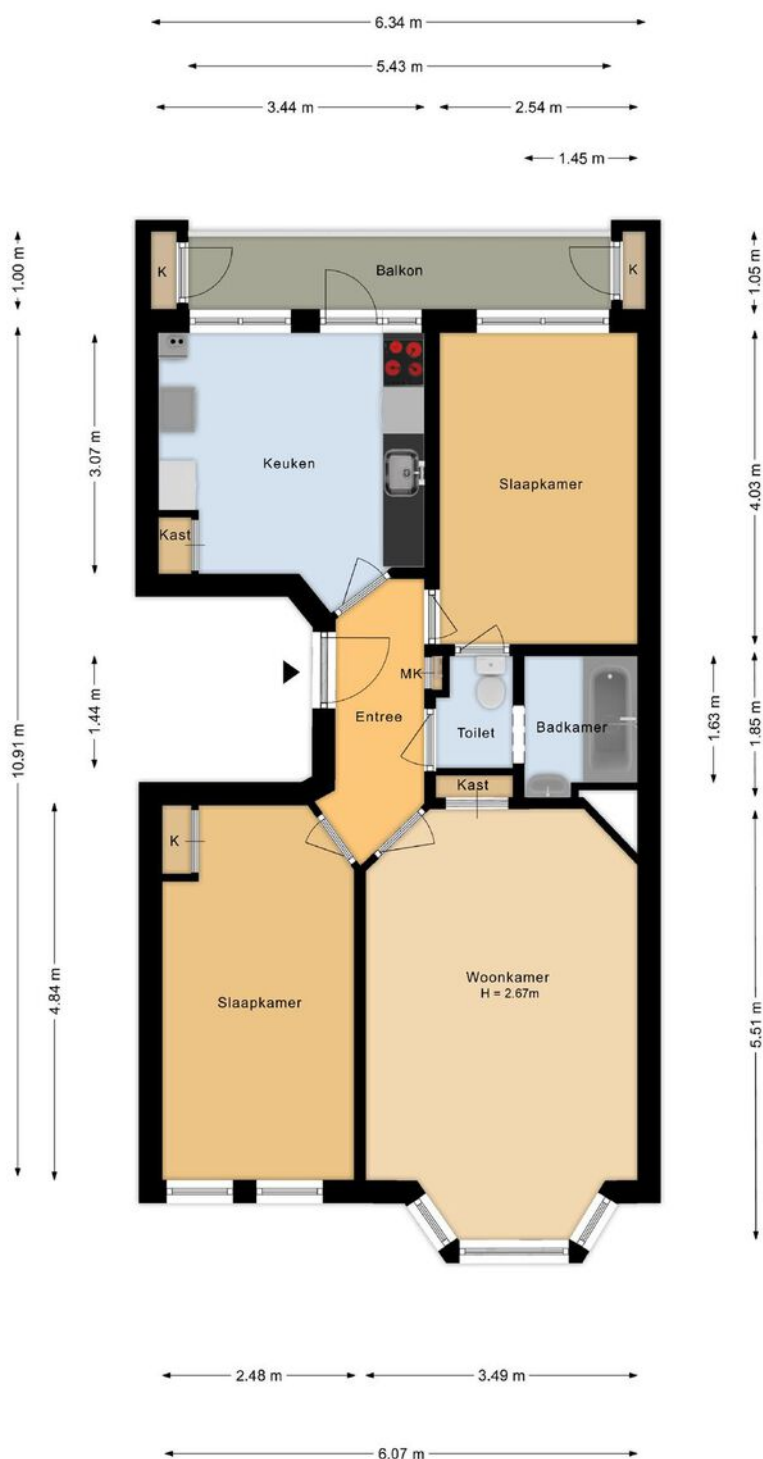 6.34 m
5.43 m
3.44 m
2.54 m
1.45 m
1.00 m
K
Balkon
K
1.05 m
10.91 m
3.07 m
Keuken
Slaapkamer
4.03 m
Kast
1.44 m
MK
Entree
Toilet
Badkamer
1.63 m
1.85 m
Kast
K
4.84 m
Slaapkamer
Woonkamer
H = 2.67m
5.51 m
2.48 m
3.49 m
6.07 m